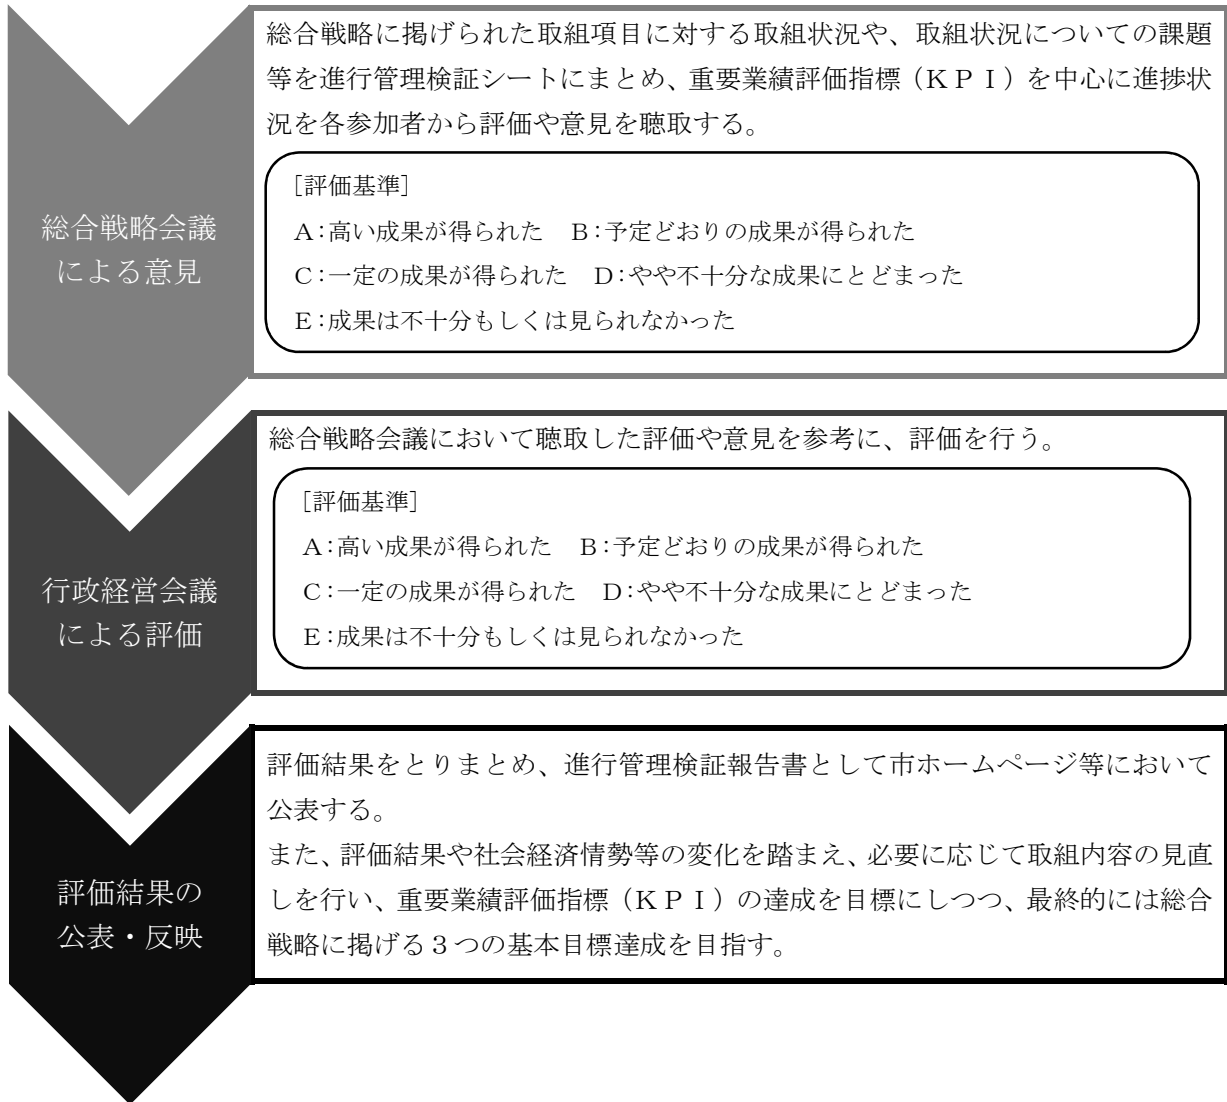 総合戦略に掲げられた取組項目に対する取組状況や、取組状況についての課題
等を進行管理検証シートにまとめ、重要業績評価指標（ＫＰＩ）を中心に進捗状
況を各参加者から評価や意見を聴取する。
総合戦略会議
による意見
［評価基準］
Ａ：高い成果が得られた　Ｂ：予定どおりの成果が得られた
Ｃ：一定の成果が得られた　Ｄ：やや不十分な成果にとどまった
Ｅ：成果は不十分もしくは見られなかった
総合戦略会議において聴取した評価や意見を参考に、評価を行う。
行政経営会議
による評価
［評価基準］
Ａ：高い成果が得られた　Ｂ：予定どおりの成果が得られた
Ｃ：一定の成果が得られた　Ｄ：やや不十分な成果にとどまった
Ｅ：成果は不十分もしくは見られなかった
評価結果の
公表・反映
評価結果をとりまとめ、進行管理検証報告書として市ホームページ等において
公表する。
また、評価結果や社会経済情勢等の変化を踏まえ、必要に応じて取組内容の見直
しを行い、重要業績評価指標（ＫＰＩ）の達成を目標にしつつ、最終的には総合
戦略に掲げる３つの基本目標達成を目指す。